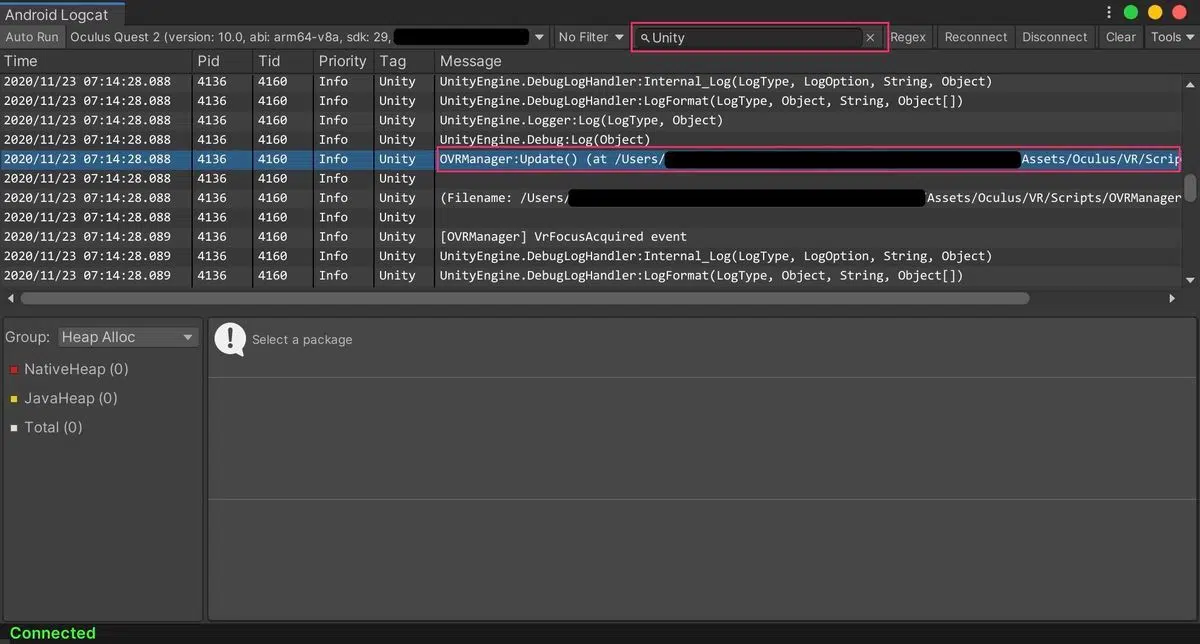 Android Logcat
Auto Run Oculus Quest 2 (version: 10.0, abi: arm64-v8a, sdk: 29, No Filter Unity Regex Reconnect Disconnect Clear Tools
Time Pid Tid Priority Tag Message
2020/11/23 07:14:28.088 4136 4160 Info Unity UnityEngine.DebugLogHandler:Internal_Log(LogType, LogOption, String, Object)
2020/11/23 07:14:28.088 4136 4160 Info Unity UnityEngine.DebugLogHandler:LogFormat(LogType, Object, String, Object[])
2020/11/23 07:14:28.088 4136 4160 Info Unity UnityEngine.Logger:Log(LogType, Object)
2020/11/23 07:14:28.088 4136 4160 Info Unity UnityEngine.Debug:Log(Object)
2020/11/23 07:14:28.088 4136 4160 Info Unity OVRManager:Update() (at /Users/ Assets/Oculus/VR/Scrip
2020/11/23 07:14:28.088 4136 4160 Info Unity
2020/11/23 07:14:28.088 4136 4160 Info Unity (Filename: /Users/ Assets/Oculus/VR/Scripts/OVRManager
2020/11/23 07:14:28.088 4136 4160 Info Unity
2020/11/23 07:14:28.089 4136 4160 Info Unity [OVRManager] VrFocusAcquired event
2020/11/23 07:14:28.089 4136 4160 Info Unity UnityEngine.DebugLogHandler:Internal_Log(LogType, LogOption, String, Object)
2020/11/23 07:14:28.089 4136 4160 Info Unity UnityEngine.DebugLogHandler:LogFormat(LogType, Object, String, Object[])
Group: Heap Alloc
Select a package
NativeHeap (0)
JavaHeap (0)
Total (0)
Connected